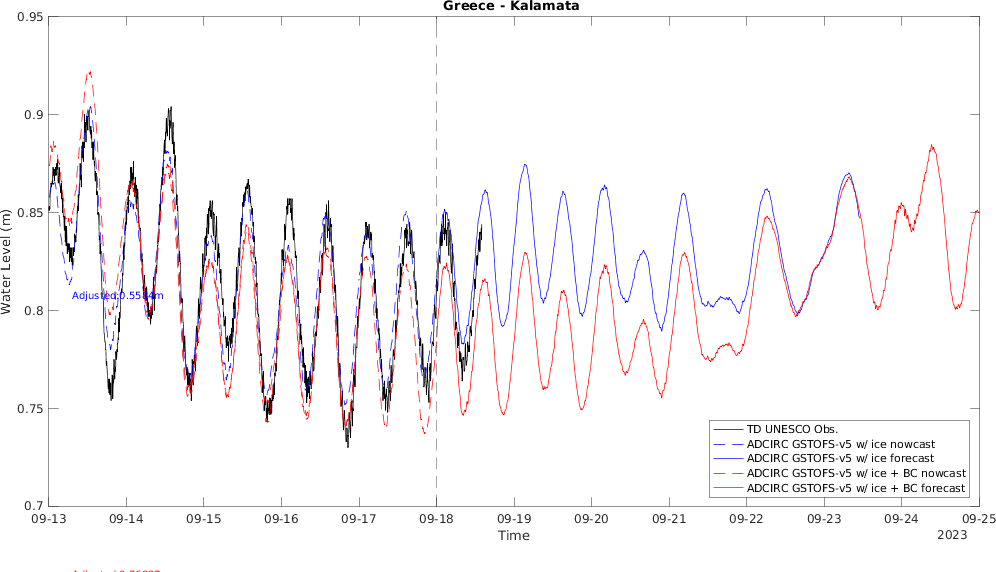 Greece - Kalamata
0.95
0.9
0.85
0.8
0.75
0.7
Water Level (m)
TD UNESCO Obs.
ADCIRC GSTOFS-v5 w/ ice nowcast
ADCIRC GSTOFS-v5 w/ ice forecast
ADCIRC GSTOFS-v5 w/ ice + BC nowcast
ADCIRC GSTOFS-v5 w/ ice + BC forecast
09-13 09-14 09-15 09-16 09-17 09-18 09-19 09-20 09-21 09-22 09-23 09-24 09-25
Time
2023